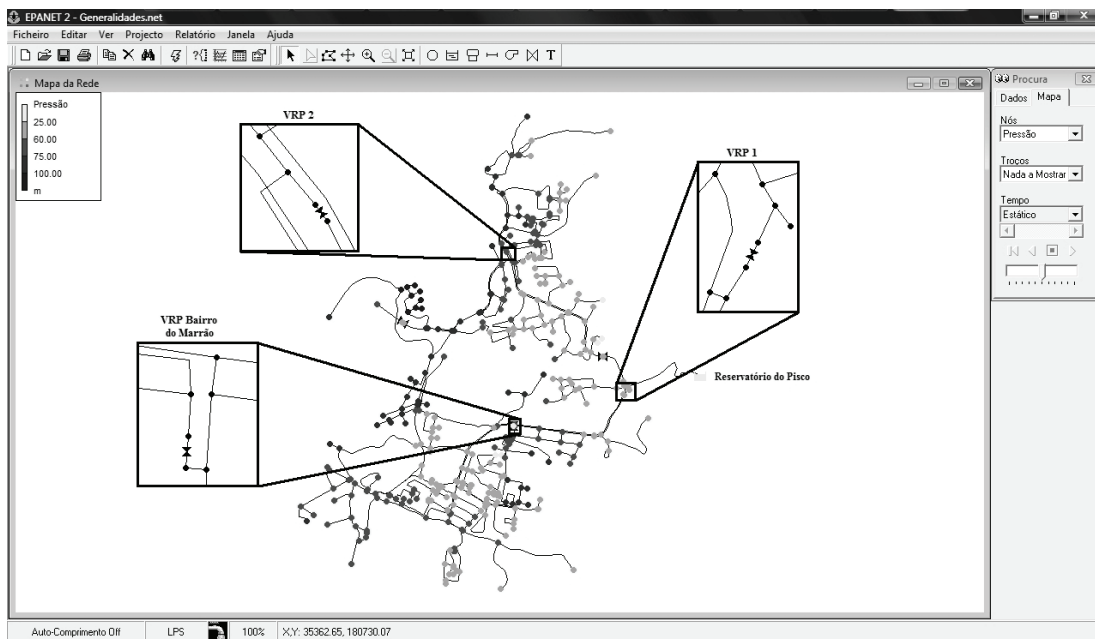 EPANET 2 - Generalidades.net
Ficheiro Editar Ver Projecto Relatório Janela Ajuda
T
Mapa da Rede
Pressão
25.00
60.00
75.00
100.00
m
VRP 2
VRP 1
VRP Bairro
do Marrão
Reservatório do Pisco
Procura
Dados Mapa
Nós
Pressão
Troços
Nada a Mostrar
Tempo
Estático
Auto-Comprimento Off LPS 100% X,Y: 35362.65, 180730.07